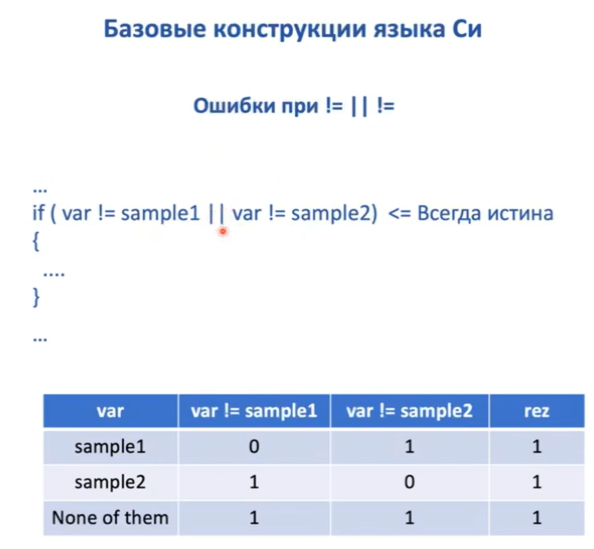 Базовые конструкции языка Си
Ошибки при != || !=
...
if ( var != sample1 || var != sample2) <= Всегда истина
{
....
}
...
var var != sample1 var != sample2 rez
sample1 0 1 1
sample2 1 0 1
None of them 1 1 1